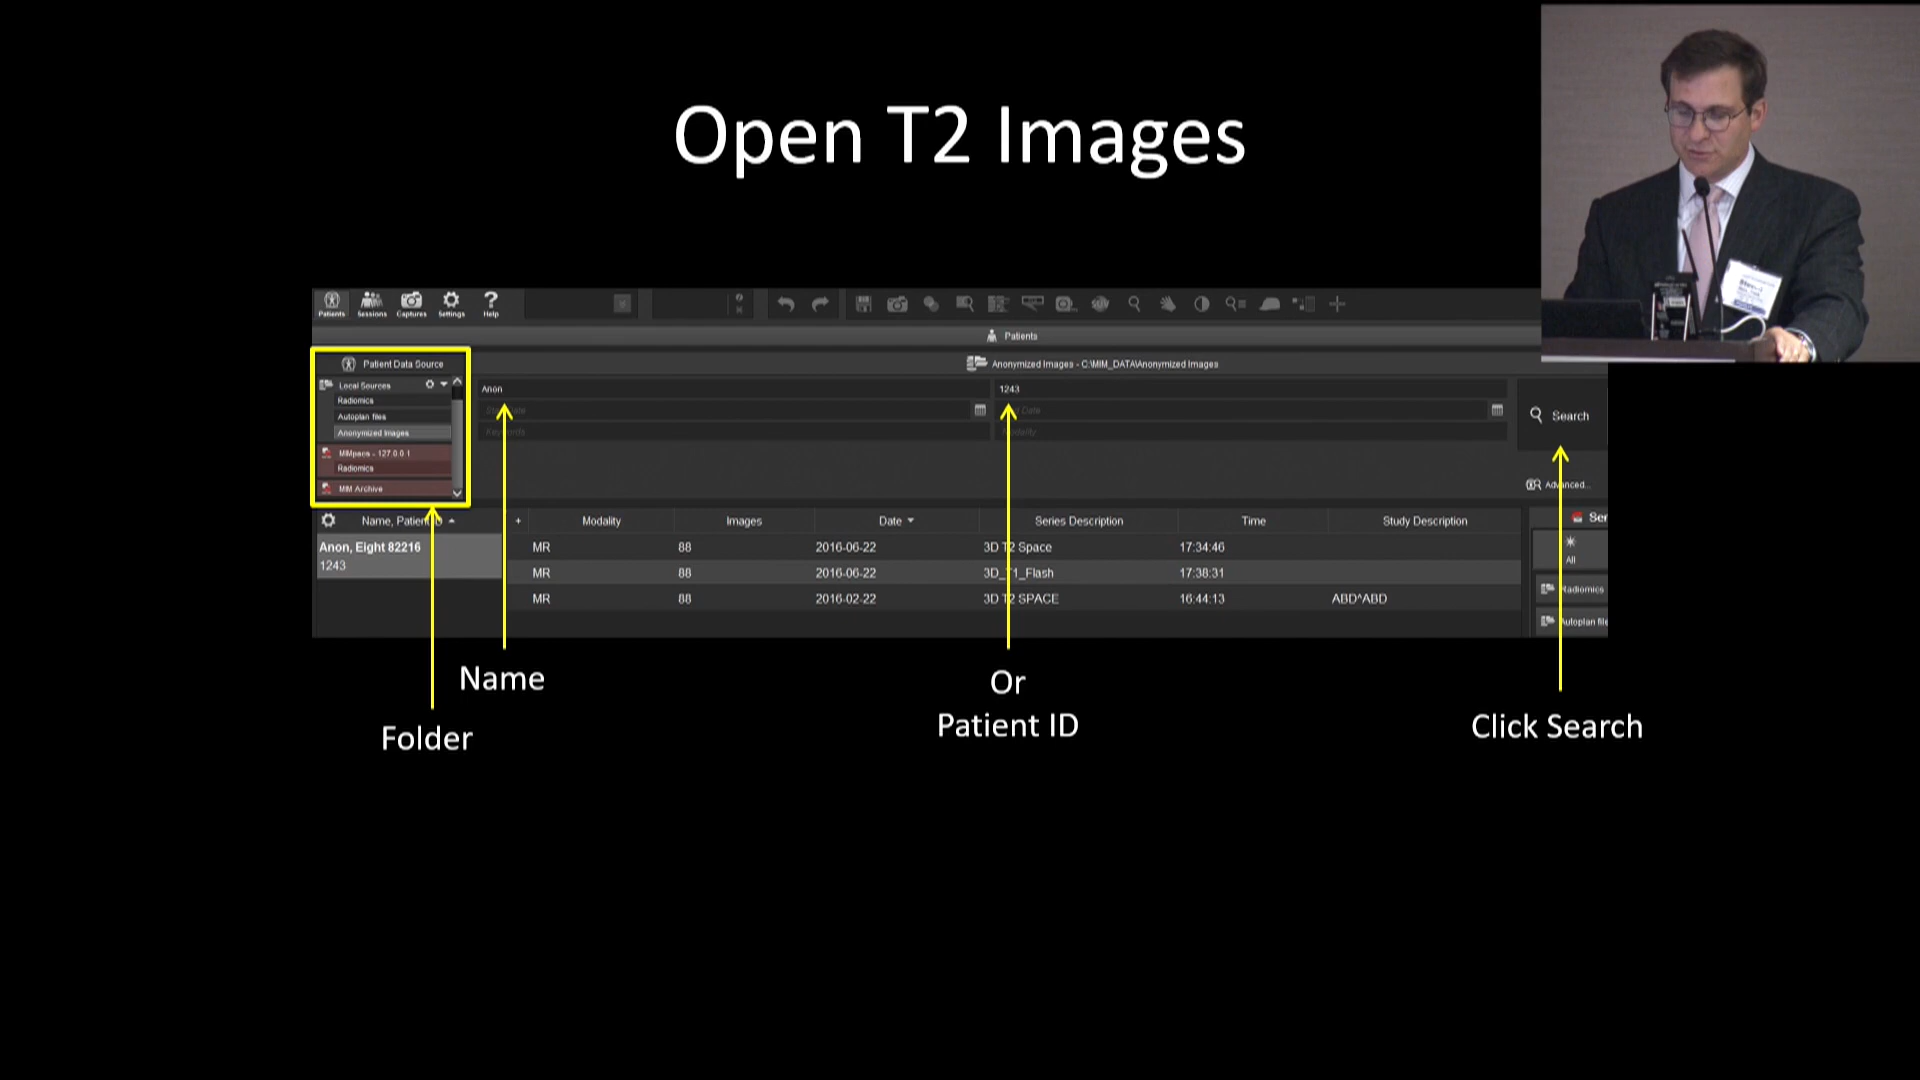 Open T2 Images
Patients
Sessions
Captures
Settings
Help
Patients
Patient Data Source
Anonymized Images - C:\MIM_DATA\Anonymized Images
Local Sources
Radiomics
Autoplan files
Anonymized Images
MIMpacs - 127.0.0.1
Radiomics
MIM Archive
Anon
1243
Search
Advanced...
Name, Patient ID + Modality Images Date Series Description Time Study Description
Ser
Anon, Eight 82216
1243
MR 88 2016-06-22 3D T2 Space 17:34:46
MR 88 2016-06-22 3D_T1_Flash 17:38:31
MR 88 2016-02-22 3D T2 SPACE 16:44:13 ABD^ABD
All
Radiomics
Autoplan file
Name
Folder
Or
Patient ID
Click Search